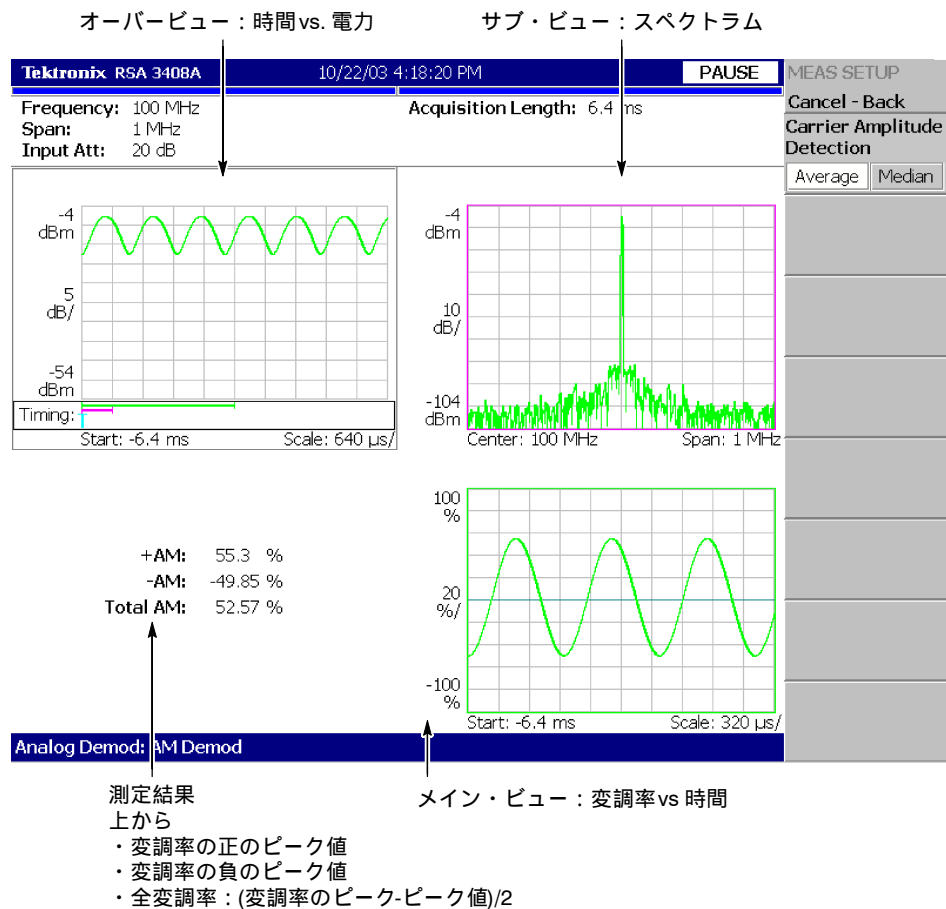 オーバービュー：時間vs. 電力
サブ・ビュー：スペクトラム
Tektronix RSA 3408A 10/22/03 4:18:20 PM PAUSE
MEAS SETUP
Frequency: 100 MHz
Span: 1 MHz
Input Att: 20 dB
Acquisition Length: 6.4 ms
Cancel - Back
Carrier Amplitude
Detection
Average Median
-4
dBm
5
dB/
-54
dBm
Timing:
T
Start: -6.4 ms Scale: 640 µs/
-4
dBm
10
dB/
-104
dBm
Center: 100 MHz Span: 1 MHz
+AM: 55.3 %
-AM: -49.85 %
Total AM: 52.57 %
100
%
20
%/
-100
%
Start: -6.4 ms Scale: 320 µs/
Analog Demod: AM Demod
測定結果
上から
・変調率の正のピーク値
・変調率の負のピーク値
・全変調率：(変調率のピーク-ピーク値)/2
メイン・ビュー：変調率vs 時間